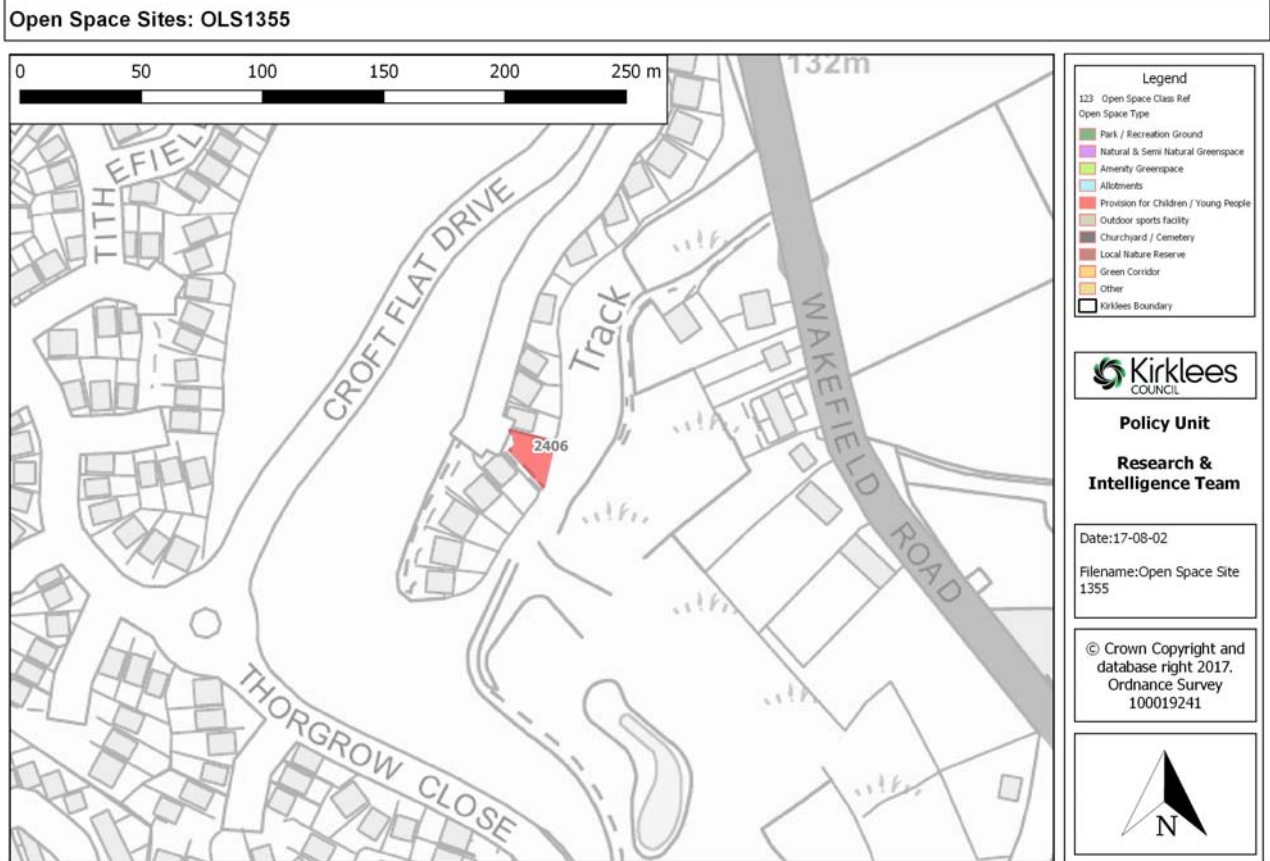 Open Space Sites: OLS1355
0 50 100 150 200 250 m
132m
TITH EFIEL
CROFT FLAT DRIVE
Track
WAKEFIELD ROAD
2406
THORGROW CLOSE
Legend
123 Open Space Class Ref
Open Space Type
Park / Recreation Ground
Natural & Semi Natural Greenspace
Amenity Greenspace
Allotments
Provision for Children / Young People
Outdoor sports facility
Churchyard / Cemetery
Local Nature Reserve
Green Corridor
Other
Kirklees Boundary
Kirklees
COUNCIL
Policy Unit
Research &
Intelligence Team
Date:17-08-02
Filename:Open Space Site
1355
© Crown Copyright and
database right 2017.
Ordnance Survey
100019241
N